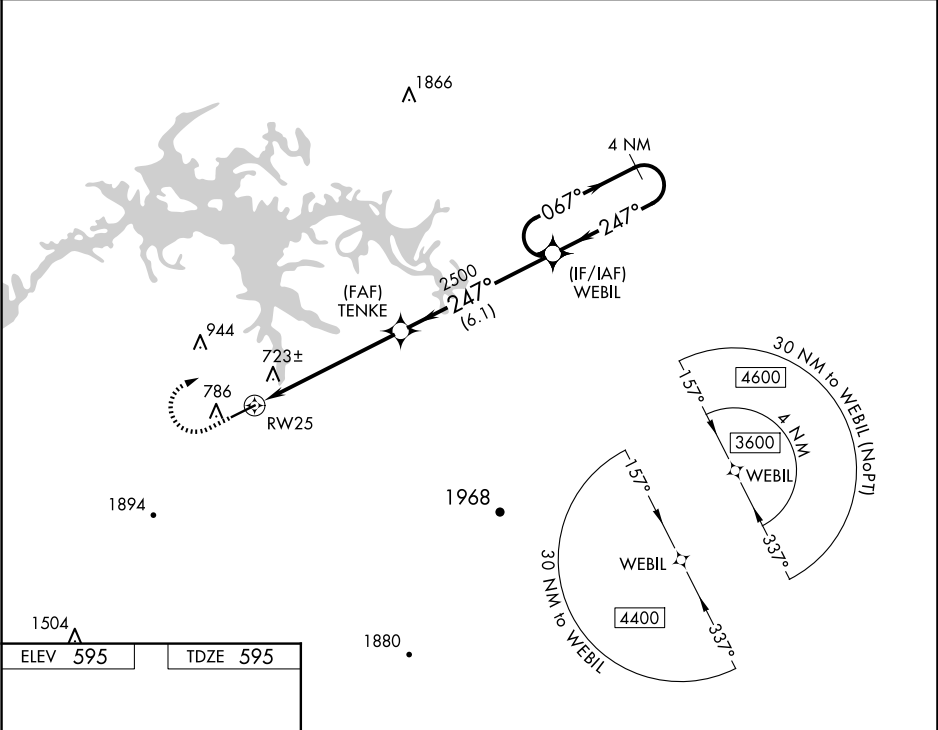 1866
4 NM
067°
247°
(IF/IAF)
WEBIL
2500
247°
(6.1)
(FAF)
TENKE
944
723±
786
RW25
30 NM to WEBIL (NoPT)
4600
157°
4 NM
3600
WEBIL
337°
1894
1968
157°
WEBIL
30 NM to WEBIL
4400
337°
1504
1880
ELEV 595
TDZE 595